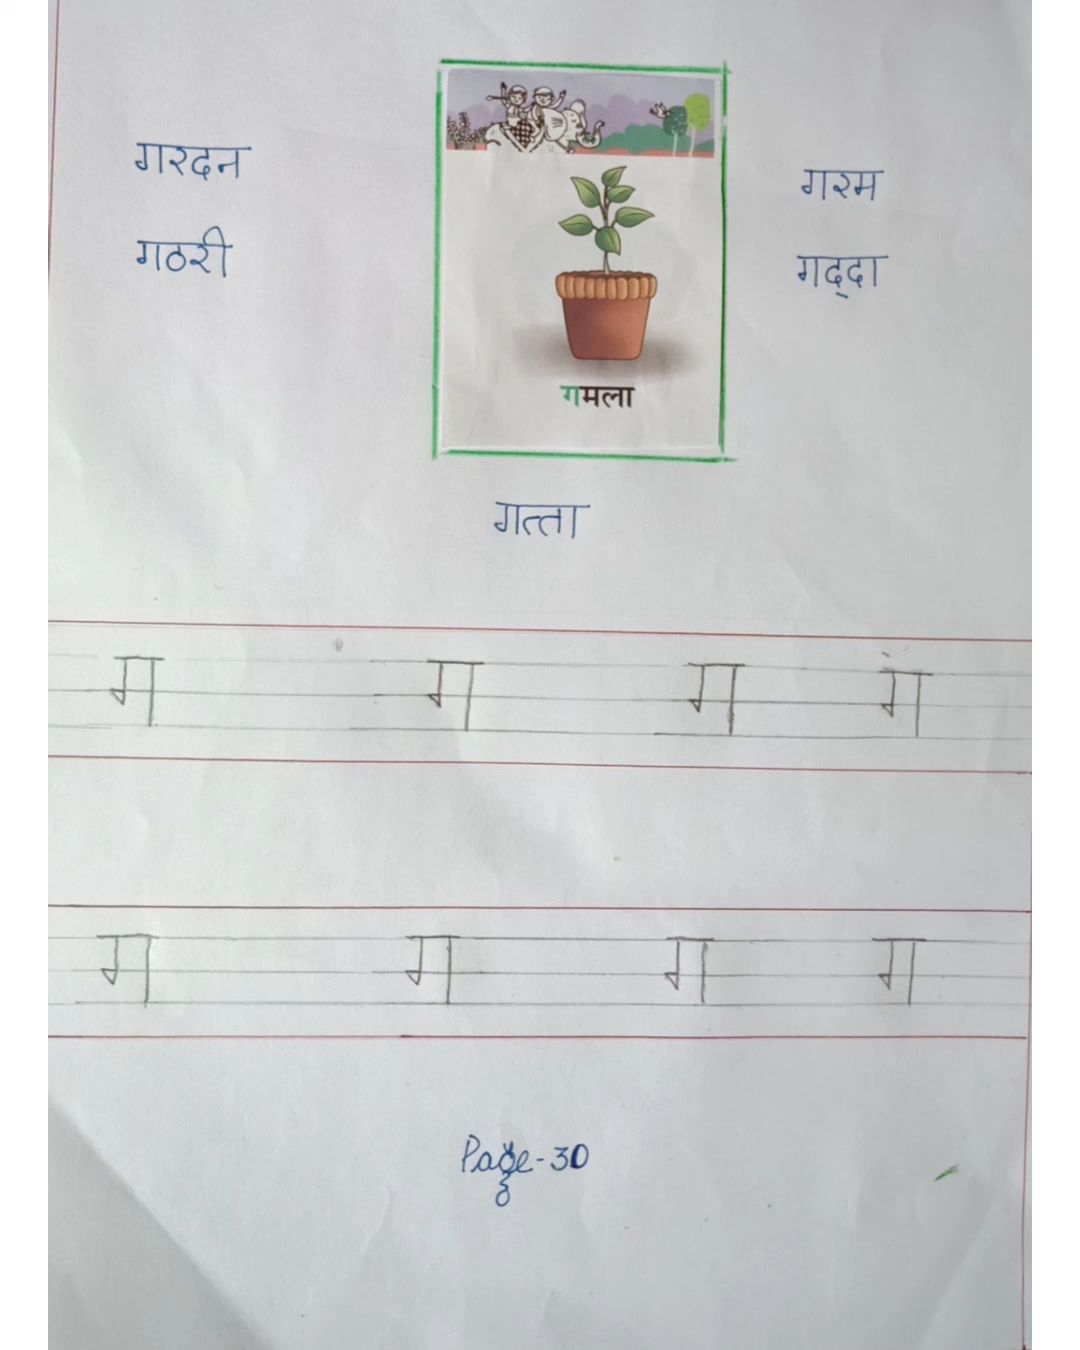 गरदन
गरम
गठरी
गद्दा
गमला
गत्ता
ग ग ग ग
ग ग ग ग
Page-30